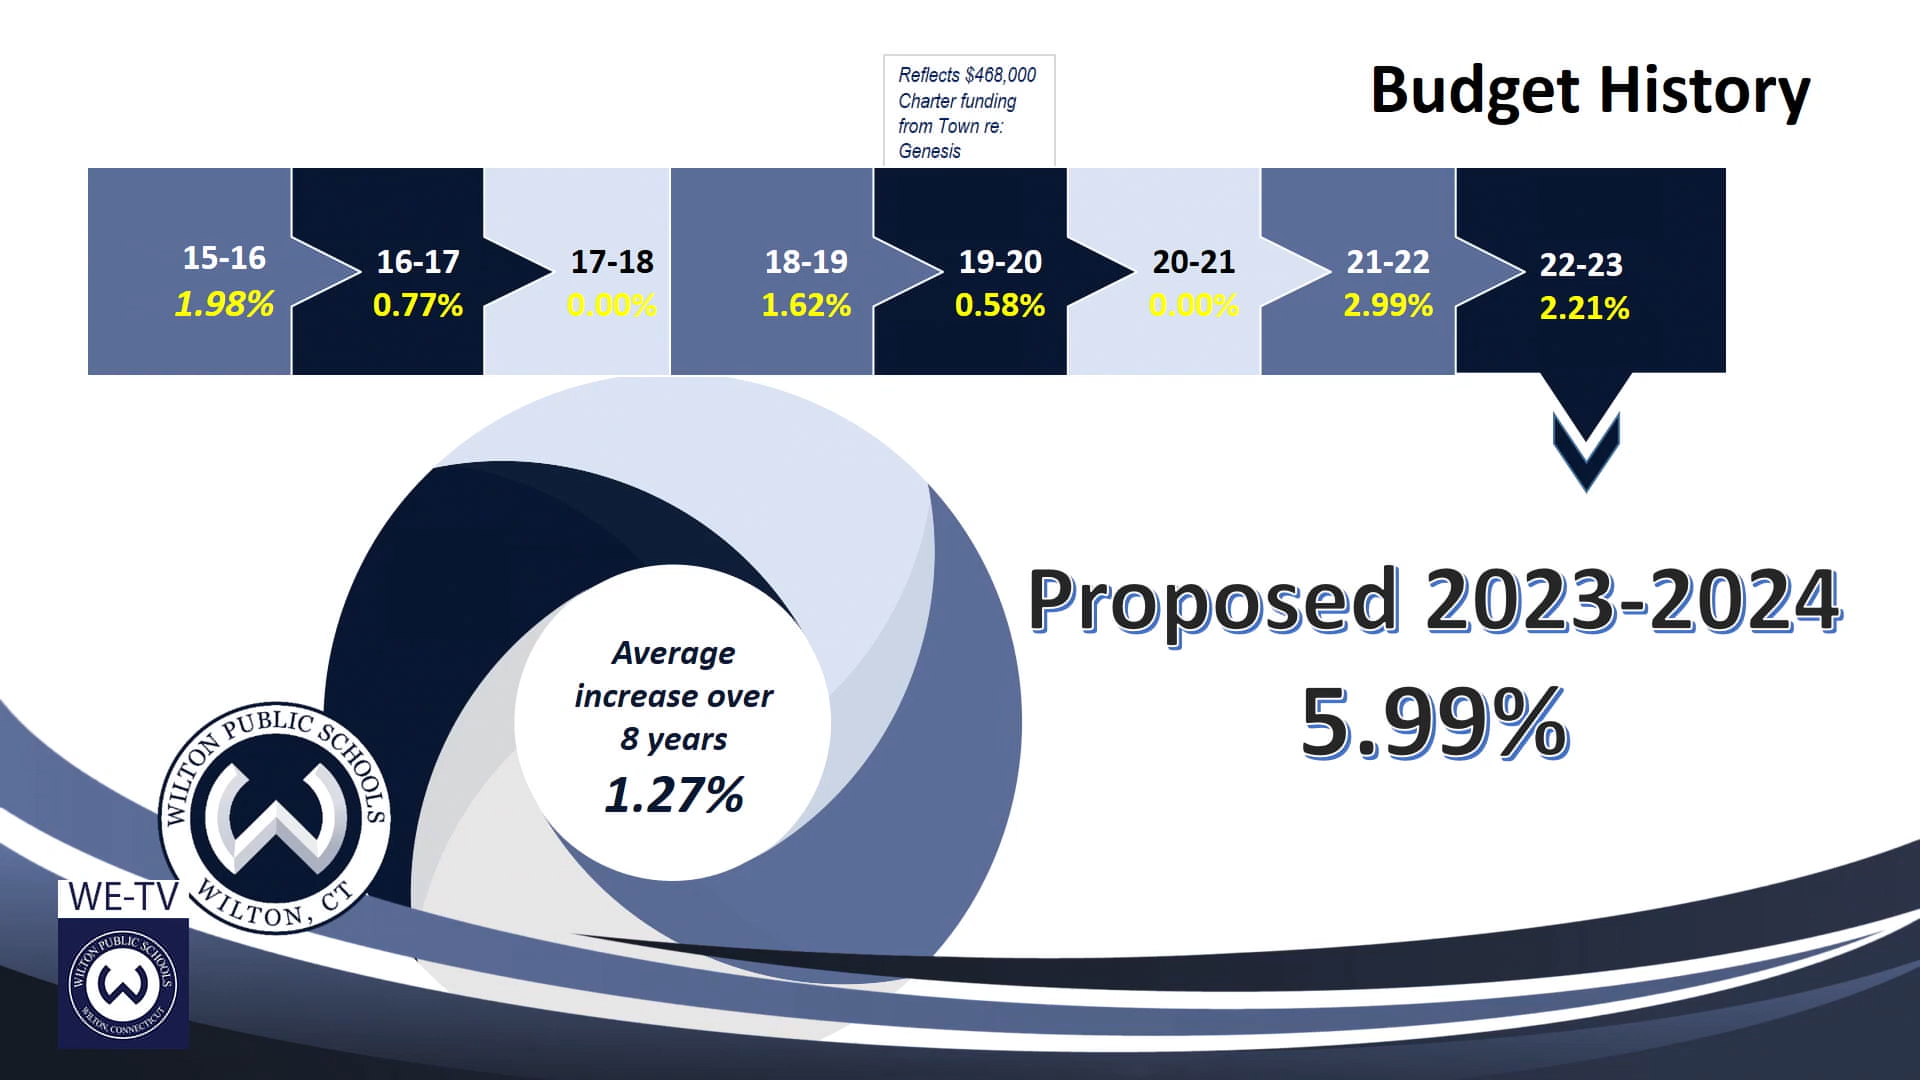 Budget History
Reflects $468,000
Charter funding
from Town re:
Genesis
15-16
1.98%
16-17
0.77%
17-18
0.00%
18-19
1.62%
19-20
0.58%
20-21
0.00%
21-22
2.99%
22-23
2.21%
Proposed 2023-2024
5.99%
Average
increase over
8 years
1.27%
WILTON PUBLIC SCHOOLS
WILTON, CT
WE-TV
WILTON PUBLIC SCHOOLS
WILTON, CONNECTICUT